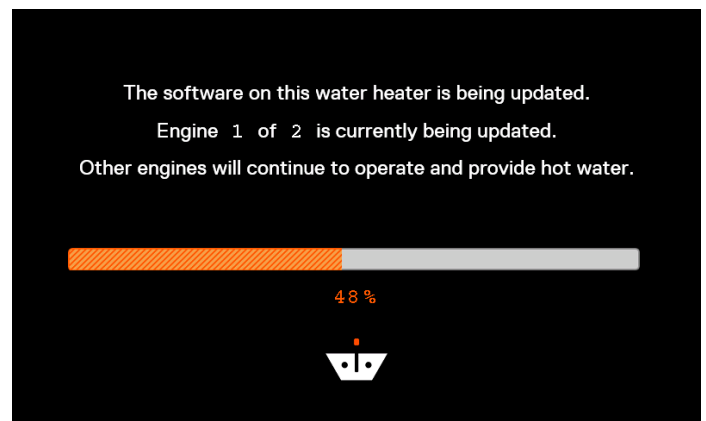 The software on this water heater is being updated.
Engine 1 of 2 is currently being updated.
Other engines will continue to operate and provide hot water.
48%